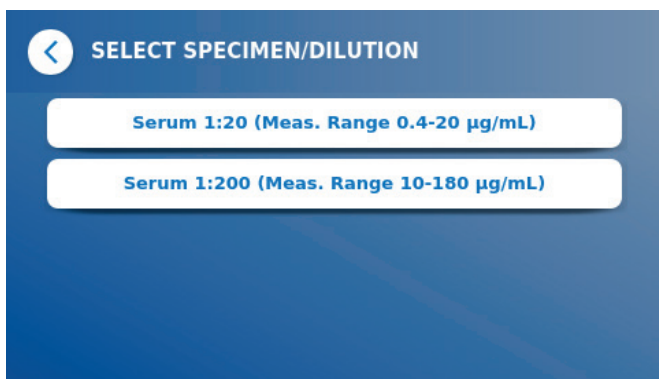 SELECT SPECIMEN/DILUTION
Serum 1:20 (Meas. Range 0.4-20 µg/mL)
Serum 1:200 (Meas. Range 10-180 µg/mL)